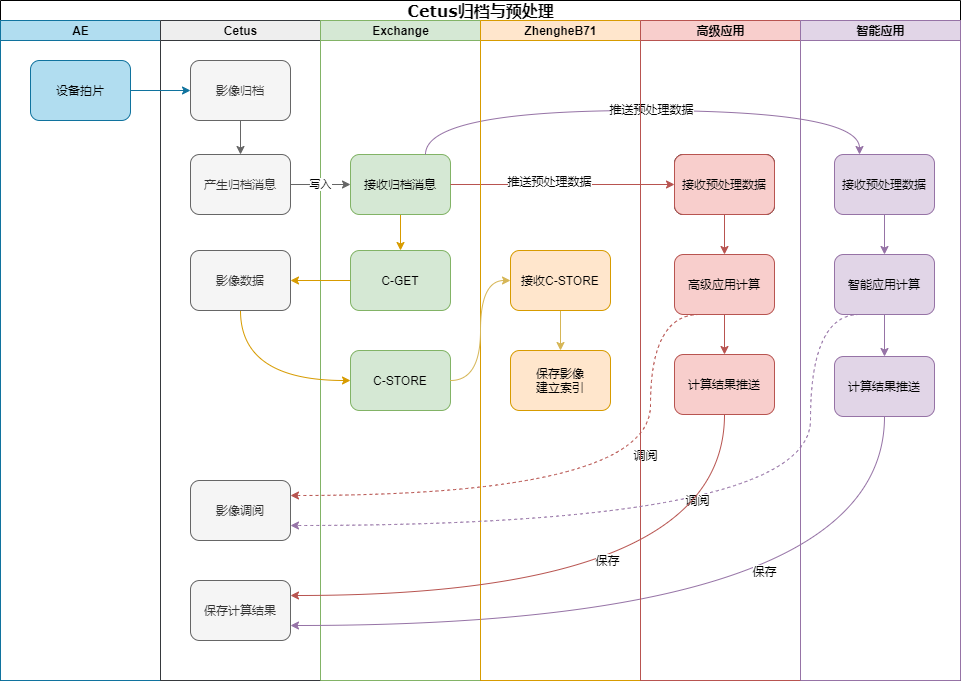 Cetus归档与预处理
AE
Cetus
Exchange
ZhengheB71
高级应用
智能应用
设备拍片
影像归档
推送预处理数据
产生归档消息
写入
接收归档消息
推送预处理数据
接收预处理数据
接收预处理数据
影像数据
C-GET
接收C-STORE
高级应用计算
智能应用计算
C-STORE
保存影像
建立索引
计算结果推送
计算结果推送
调阅
调阅
影像调阅
保存
保存
保存计算结果